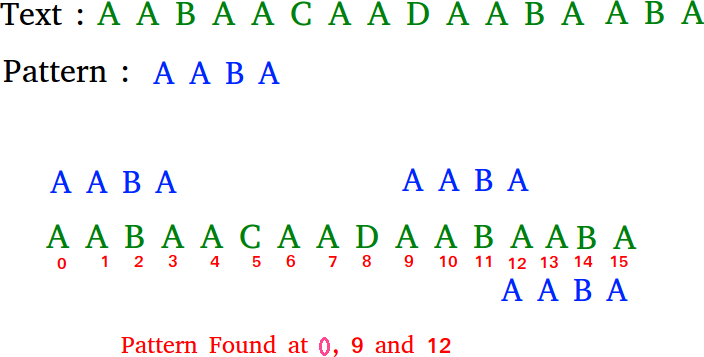 Text : A A B A A C A A D A A B A A B A
Pattern : A A B A
A A B A A A B A
A A B A A C A A D A A B A A B A
0 1 2 3 4 5 6 7 8 9 10 11 12 13 14 15
A A B A
Pattern Found at 0, 9 and 12